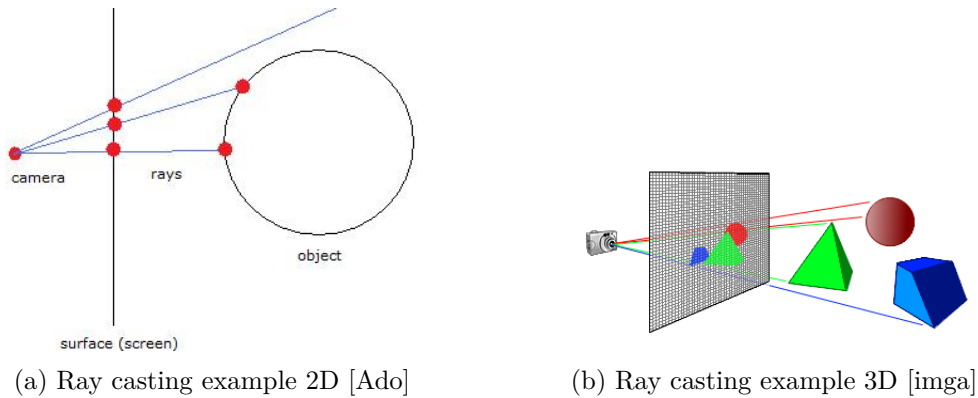 camera
rays
object
surface (screen)
(a) Ray casting example 2D [Ado]
(b) Ray casting example 3D [imga]